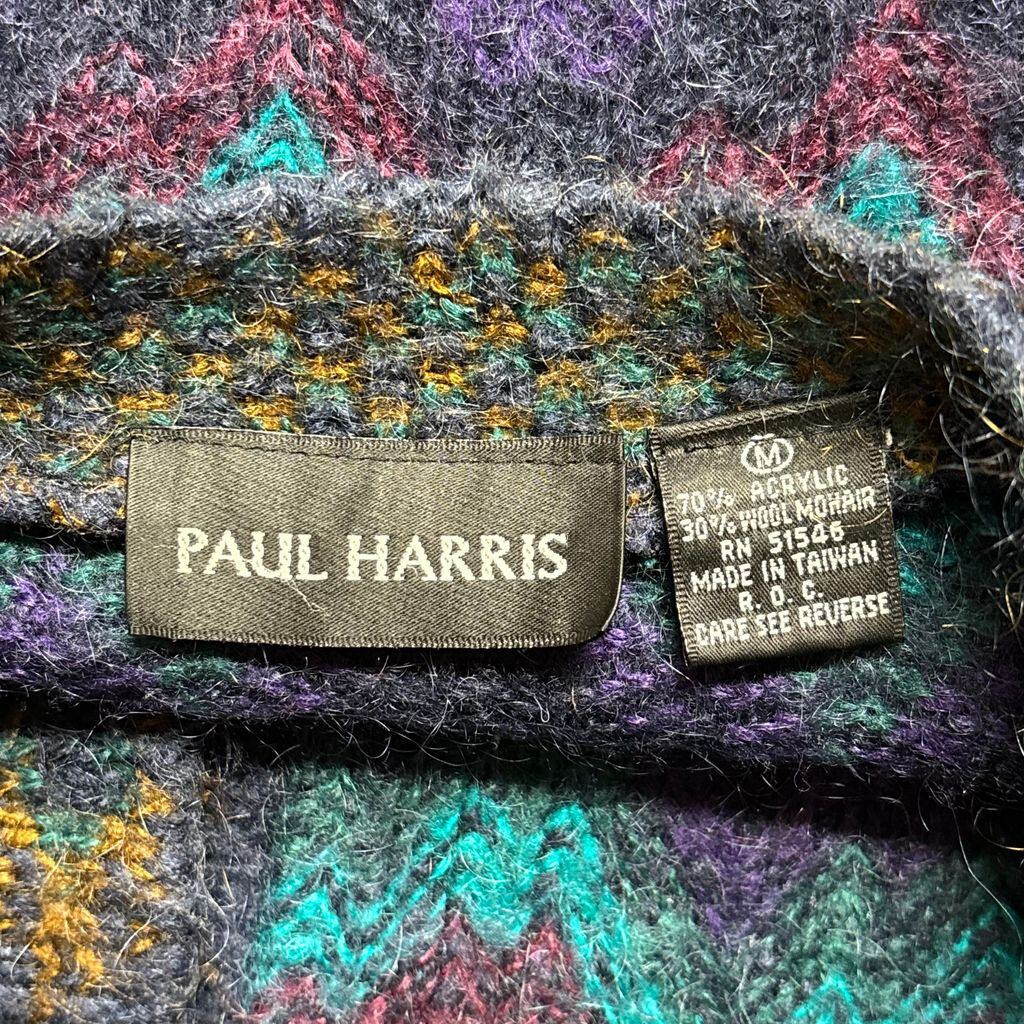 PAUL HARRIS
M
70% ACRYLIC
30% WOOL MOHAIR
RN 51546
MADE IN TAIWAN
R. O. C.
CARE SEE REVERSE